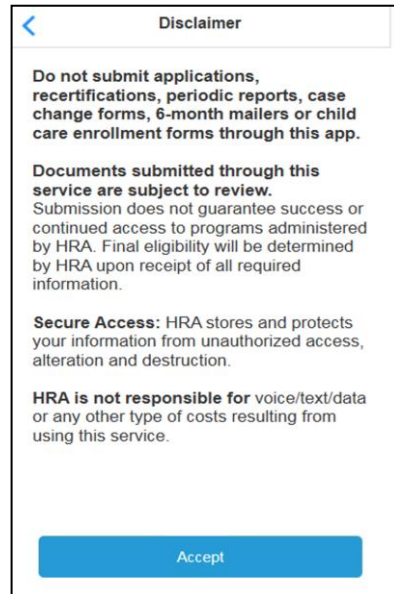 Disclaimer
Do not submit applications,
recertifications, periodic reports, case
change forms, 6-month mailers or child
care enrollment forms through this app.
Documents submitted through this
service are subject to review.
Submission does not guarantee success or
continued access to programs administered
by HRA. Final eligibility will be determined
by HRA upon receipt of all required
information.
Secure Access: HRA stores and protects
your information from unauthorized access,
alteration and destruction.
HRA is not responsible for voice/text/data
or any other type of costs resulting from
using this service.
Accept